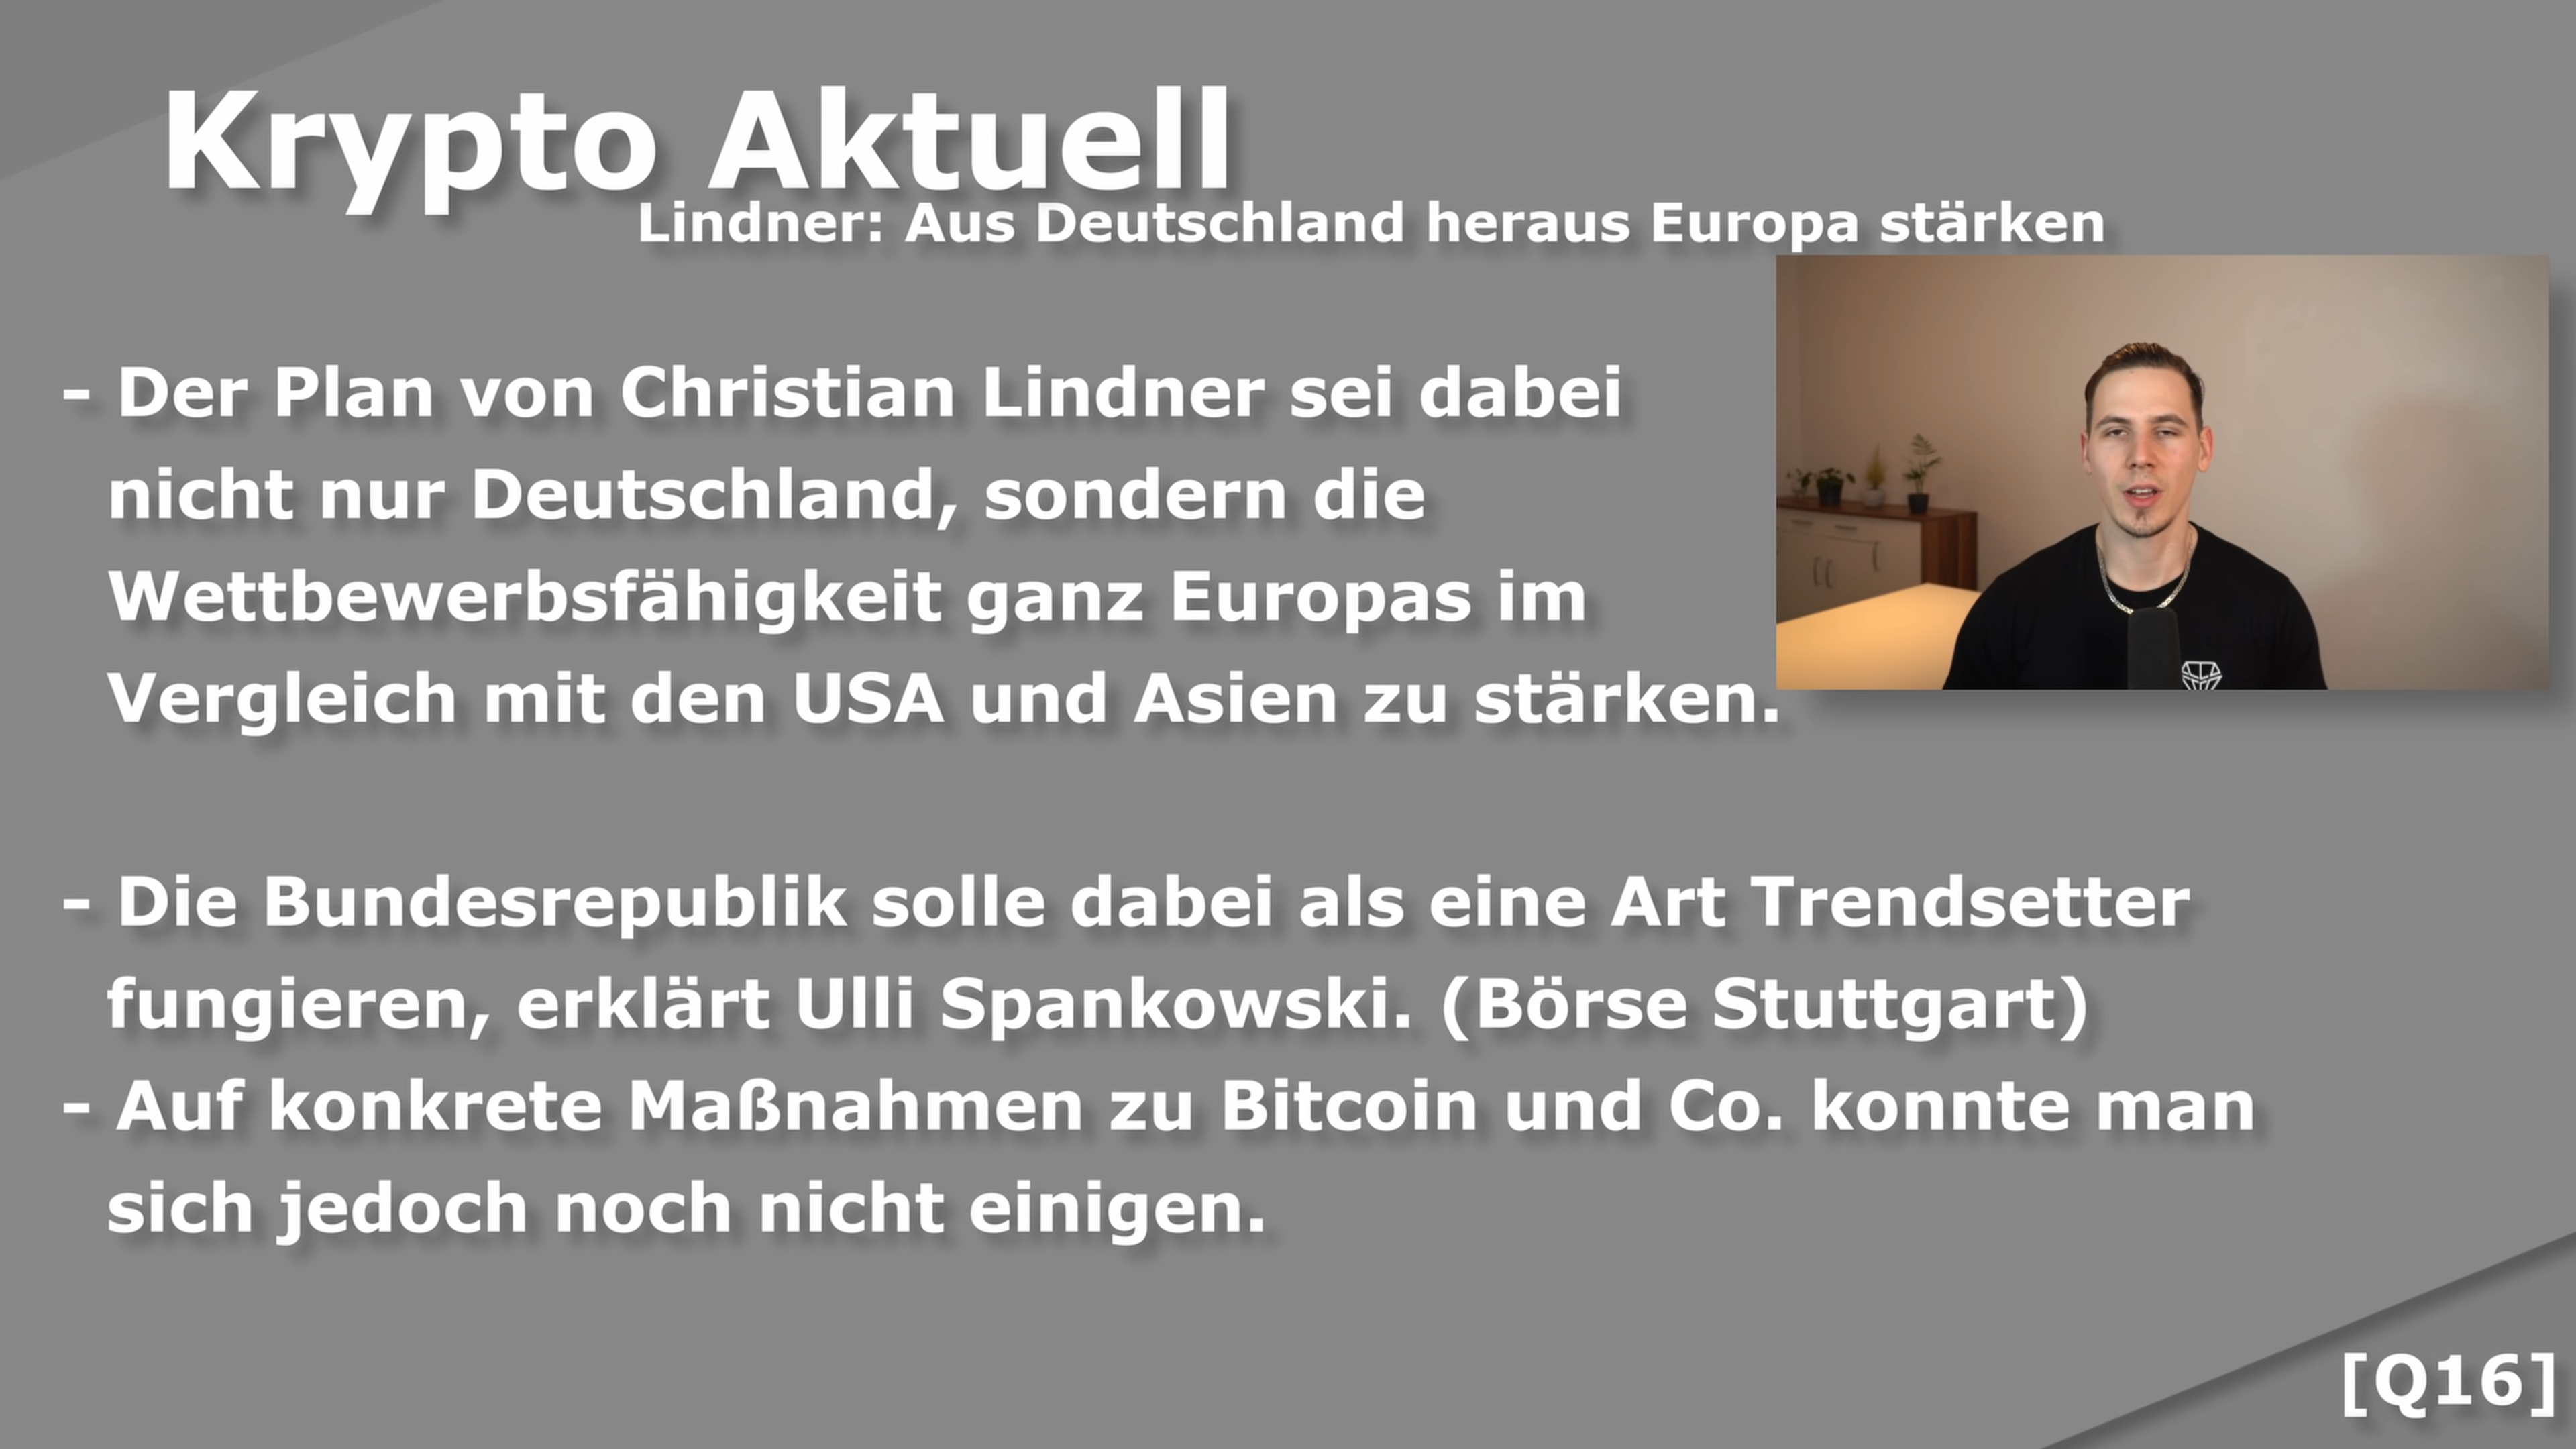 Krypto Aktuell
Lindner: Aus Deutschland heraus Europa stärken
- Der Plan von Christian Lindner sei dabei
nicht nur Deutschland, sondern die
Wettbewerbsfähigkeit ganz Europas im
Vergleich mit den USA und Asien zu stärken.
- Die Bundesrepublik solle dabei als eine Art Trendsetter
fungieren, erklärt Ulli Spankowski. (Börse Stuttgart)
- Auf konkrete Maßnahmen zu Bitcoin und Co. konnte man
sich jedoch noch nicht einigen.
[Q16]